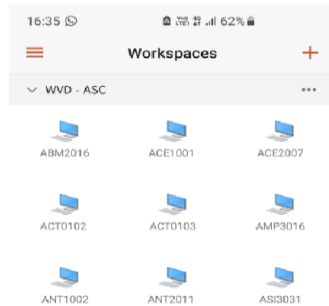 16:35 62%
Workspaces
WVD - ASC
ABM2016 ACE1001 ACE2007
ACT0102 ACT0103 AMP3016
ANT1002 ANT2011 ASI3031